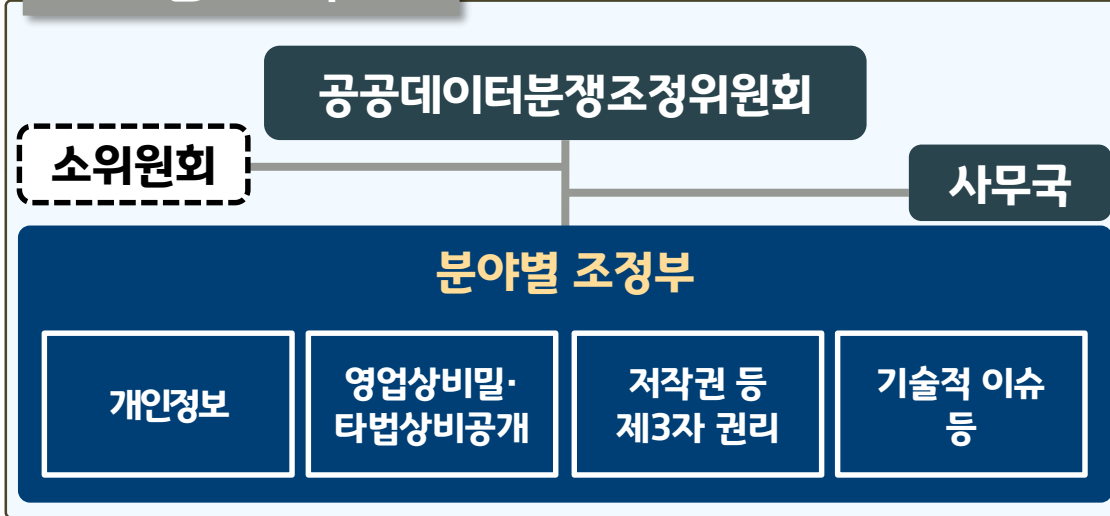 공공데이터분쟁조정위원회
소위원회
사무국
분야별 조정부
개인정보
영업상비밀·
타법상비공개
저작권 등
제3자 권리
기술적 이슈
등